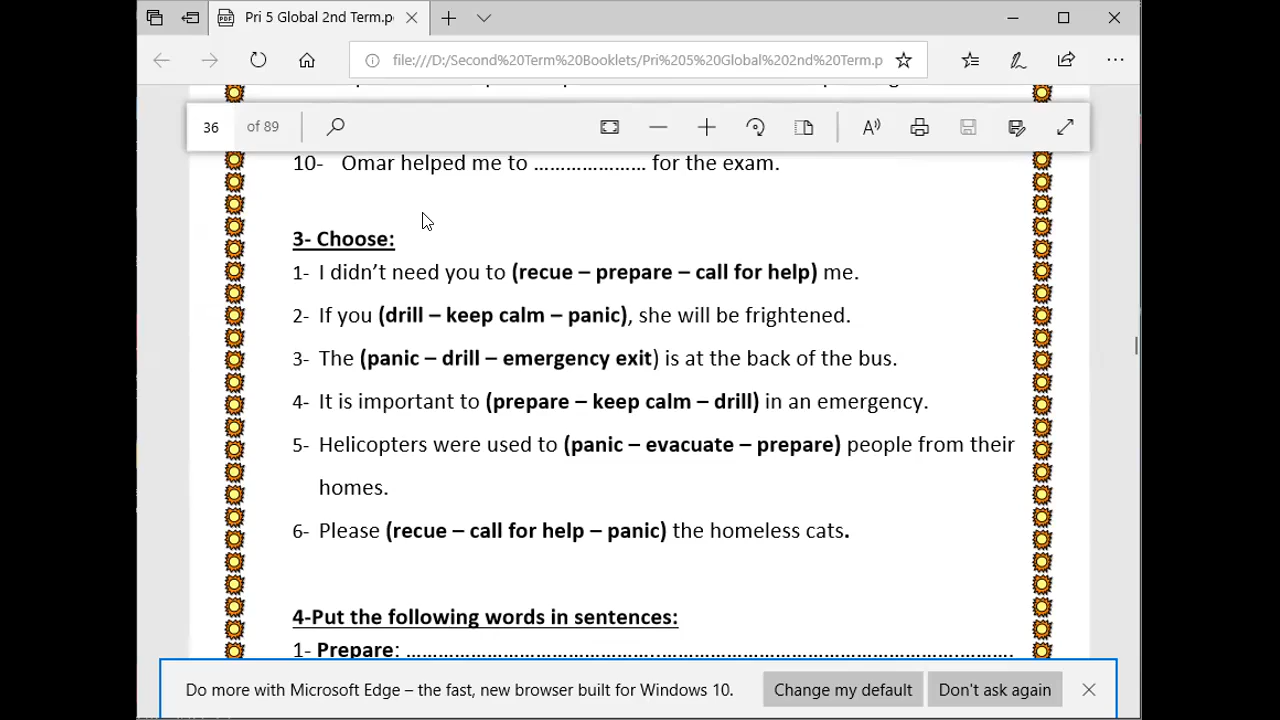 Pri 5 Global 2nd Term.p
file:///D:/Second%20Term%20Booklets/Pri%205%20Global%202nd%20Term.p
36 of 89
10- Omar helped me to ………………… for the exam.
3- Choose:
1- I didn’t need you to (recue – prepare – call for help) me.
2- If you (drill – keep calm – panic), she will be frightened.
3- The (panic – drill – emergency exit) is at the back of the bus.
4- It is important to (prepare – keep calm – drill) in an emergency.
5- Helicopters were used to (panic – evacuate – prepare) people from their
homes.
6- Please (recue – call for help – panic) the homeless cats.
4-Put the following words in sentences:
1- Prepare: ……………………………………………………………………………………………
Do more with Microsoft Edge – the fast, new browser built for Windows 10.
Change my default
Don't ask again